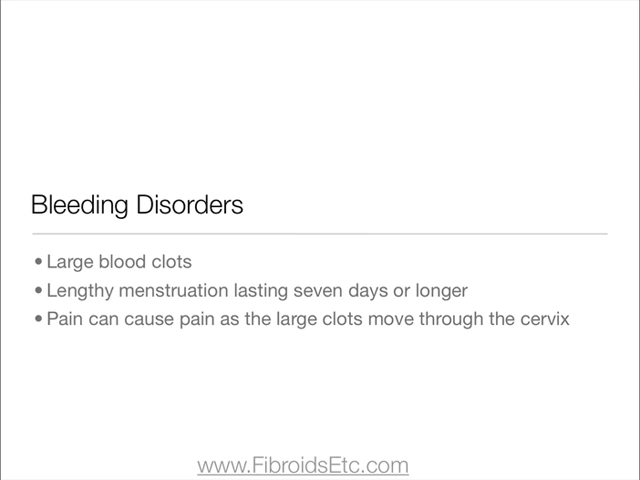 Bleeding Disorders
• Large blood clots
• Lengthy menstruation lasting seven days or longer
• Pain can cause pain as the large clots move through the cervix
www.FibroidsEtc.com